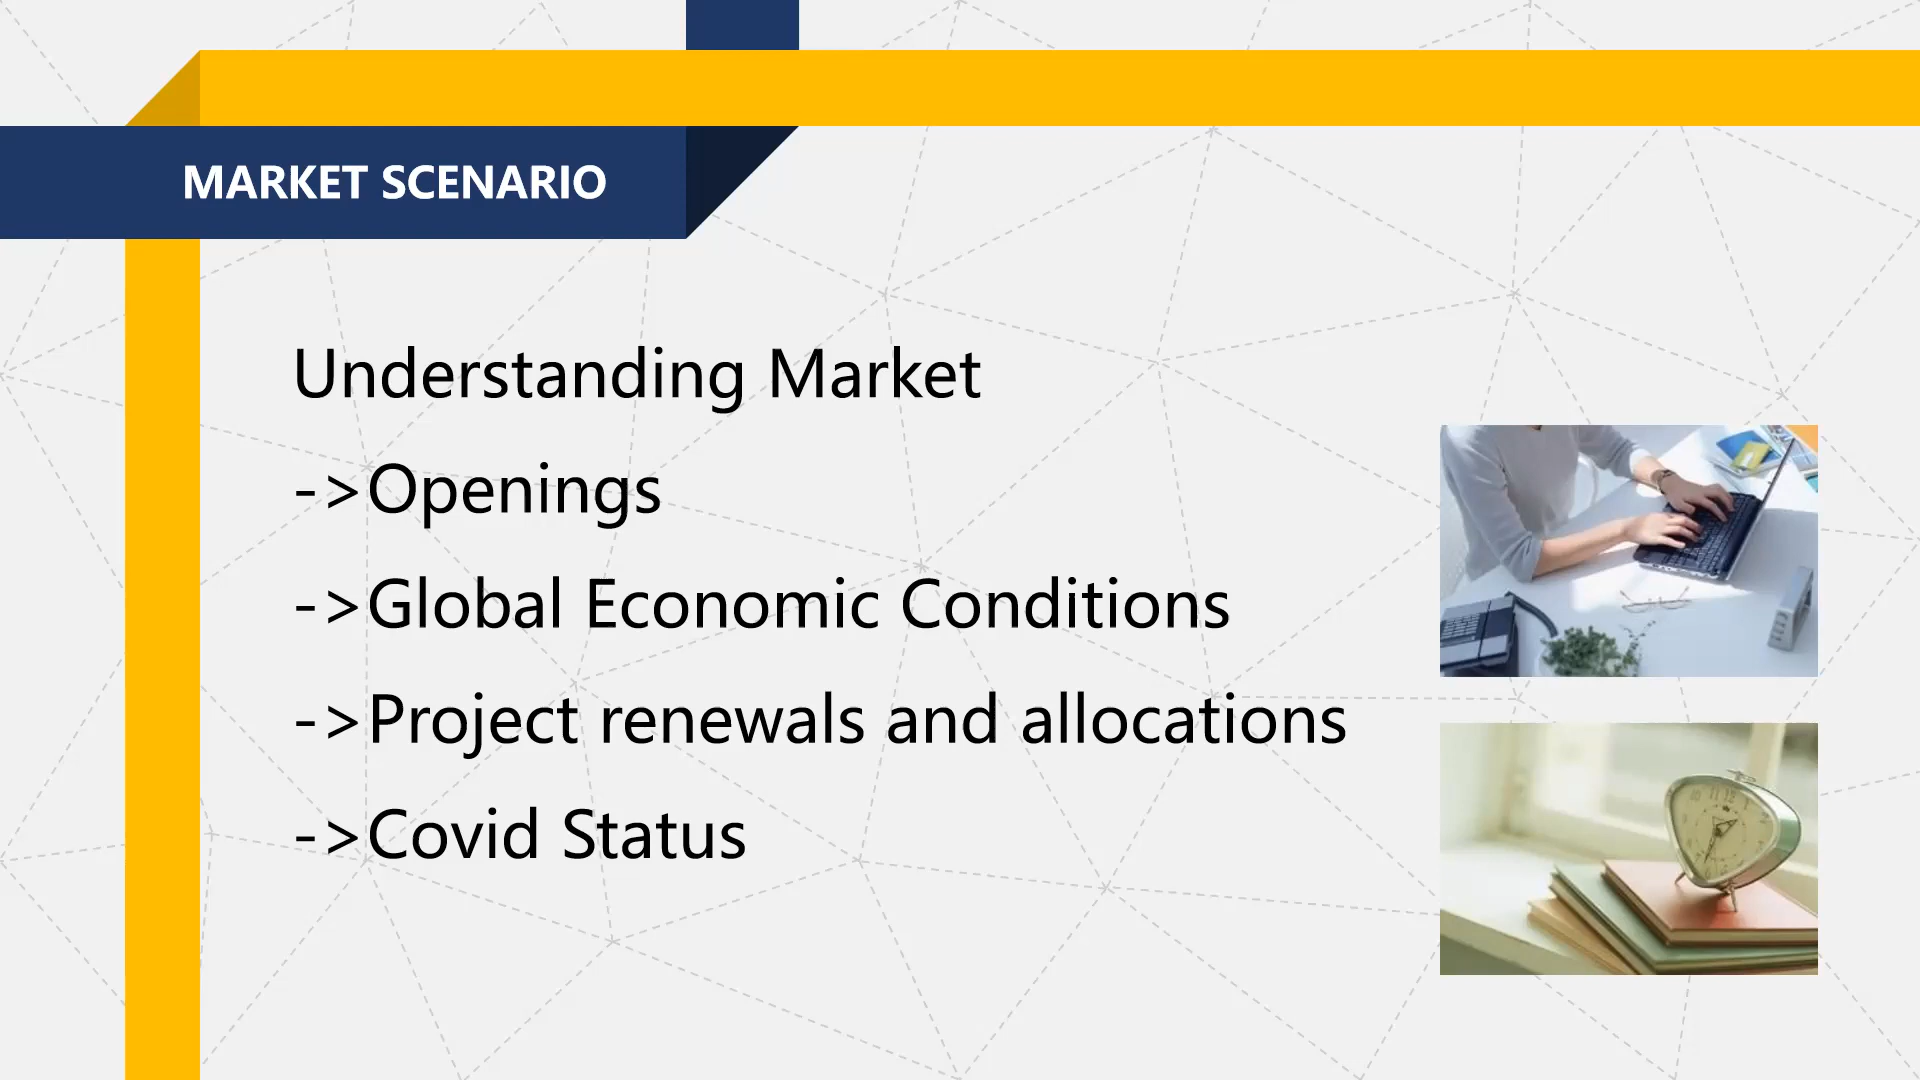 MARKET SCENARIO
Understanding Market
->Openings
->Global Economic Conditions
->Project renewals and allocations
->Covid Status